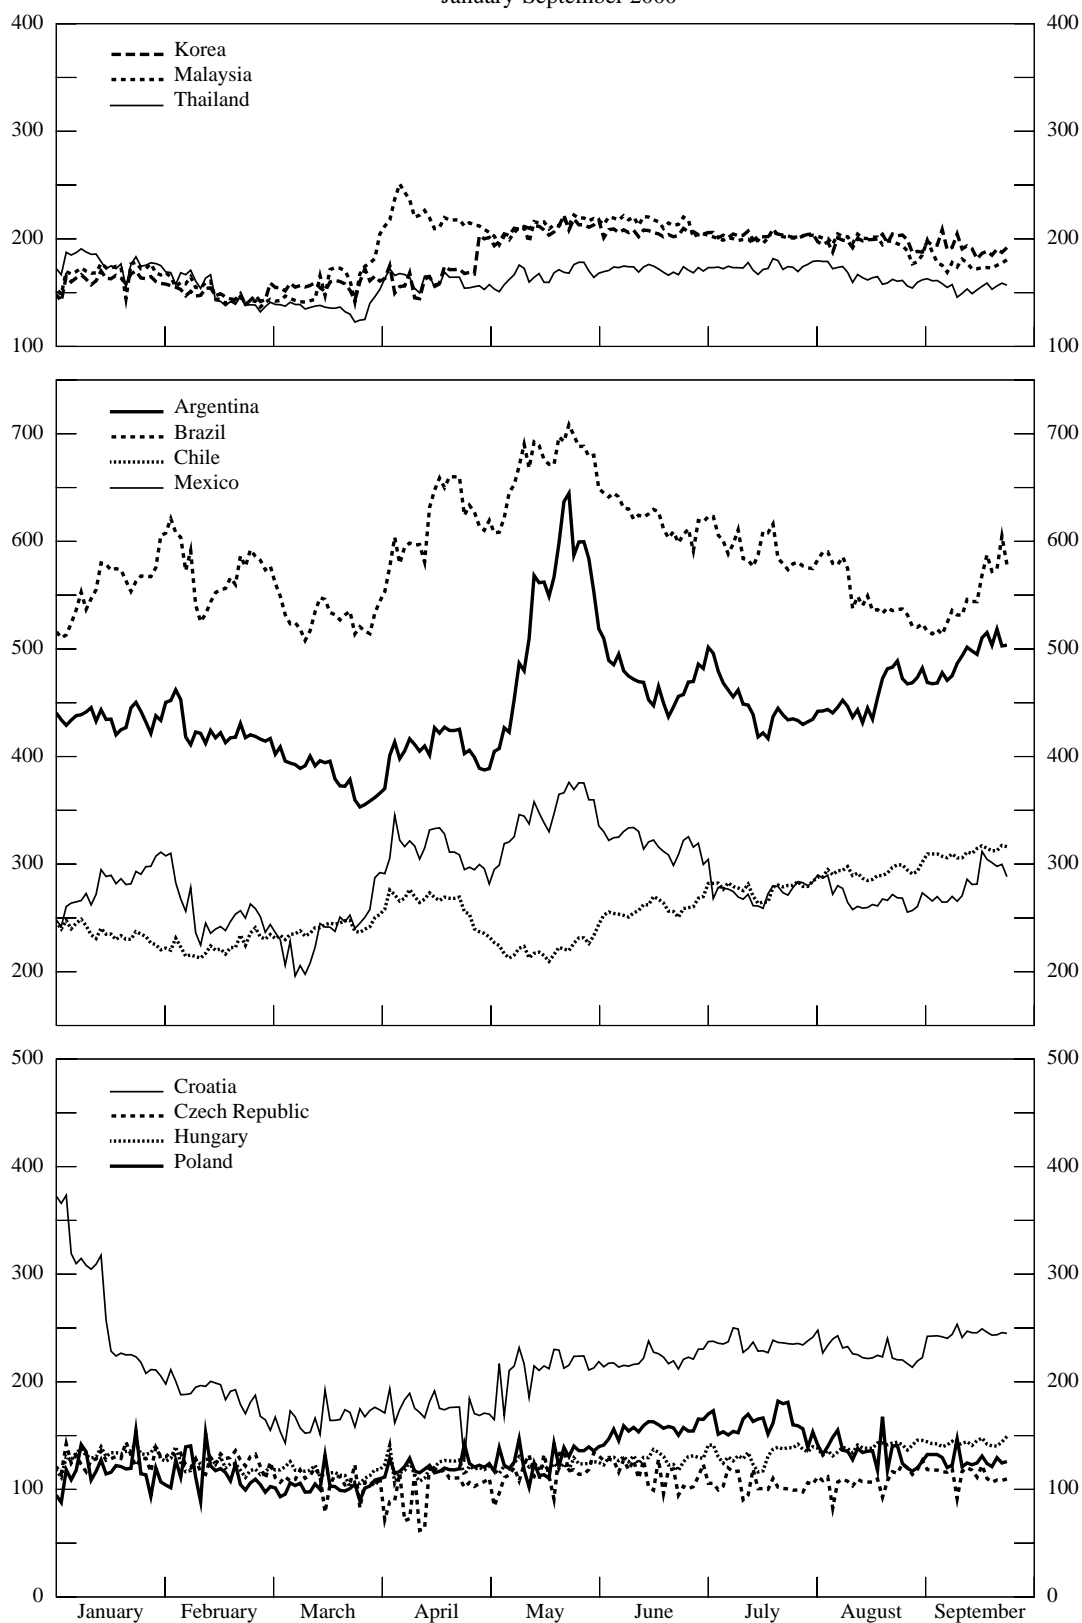 January-September 2000
400 400
Korea
Malaysia
Thailand
300 300
200 200
100 100
Argentina
700 700
Brazil
Chile
Mexico
600 600
500 500
400 400
300 300
200 200
500 500
Croatia
Czech Republic
Hungary
400 400
Poland
300 300
200 200
100 100
0 0
January February March April May June July August September